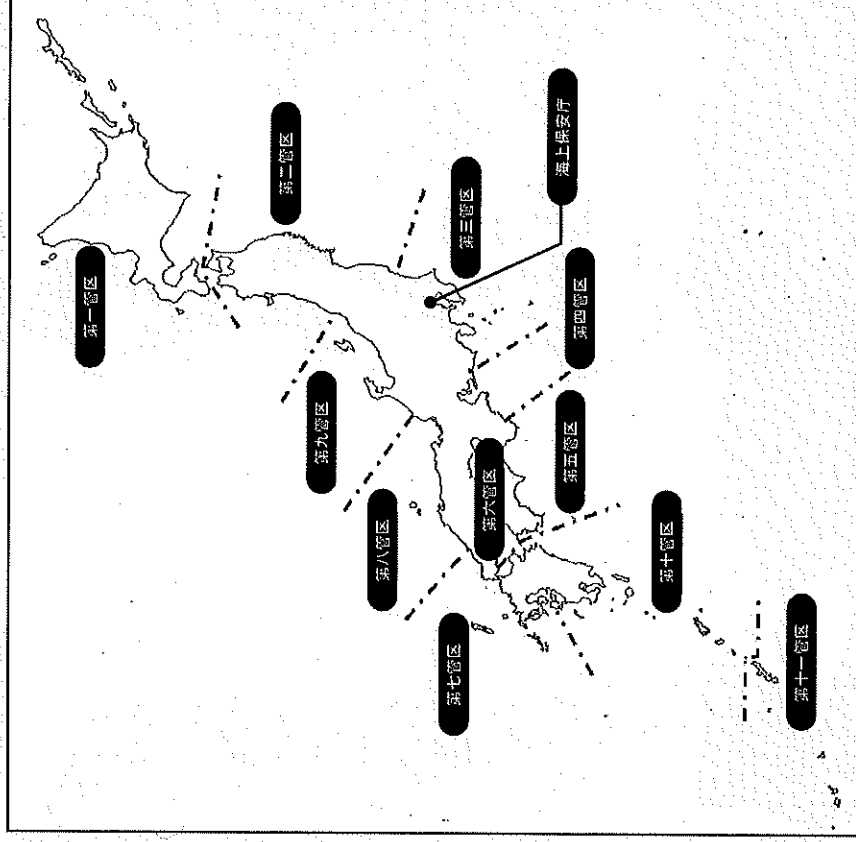 第一管区
第二管区
第三管区
海上保安庁
第四管区
第九管区
第五管区
第六管区
第八管区
第十管区
第七管区
第十一管区